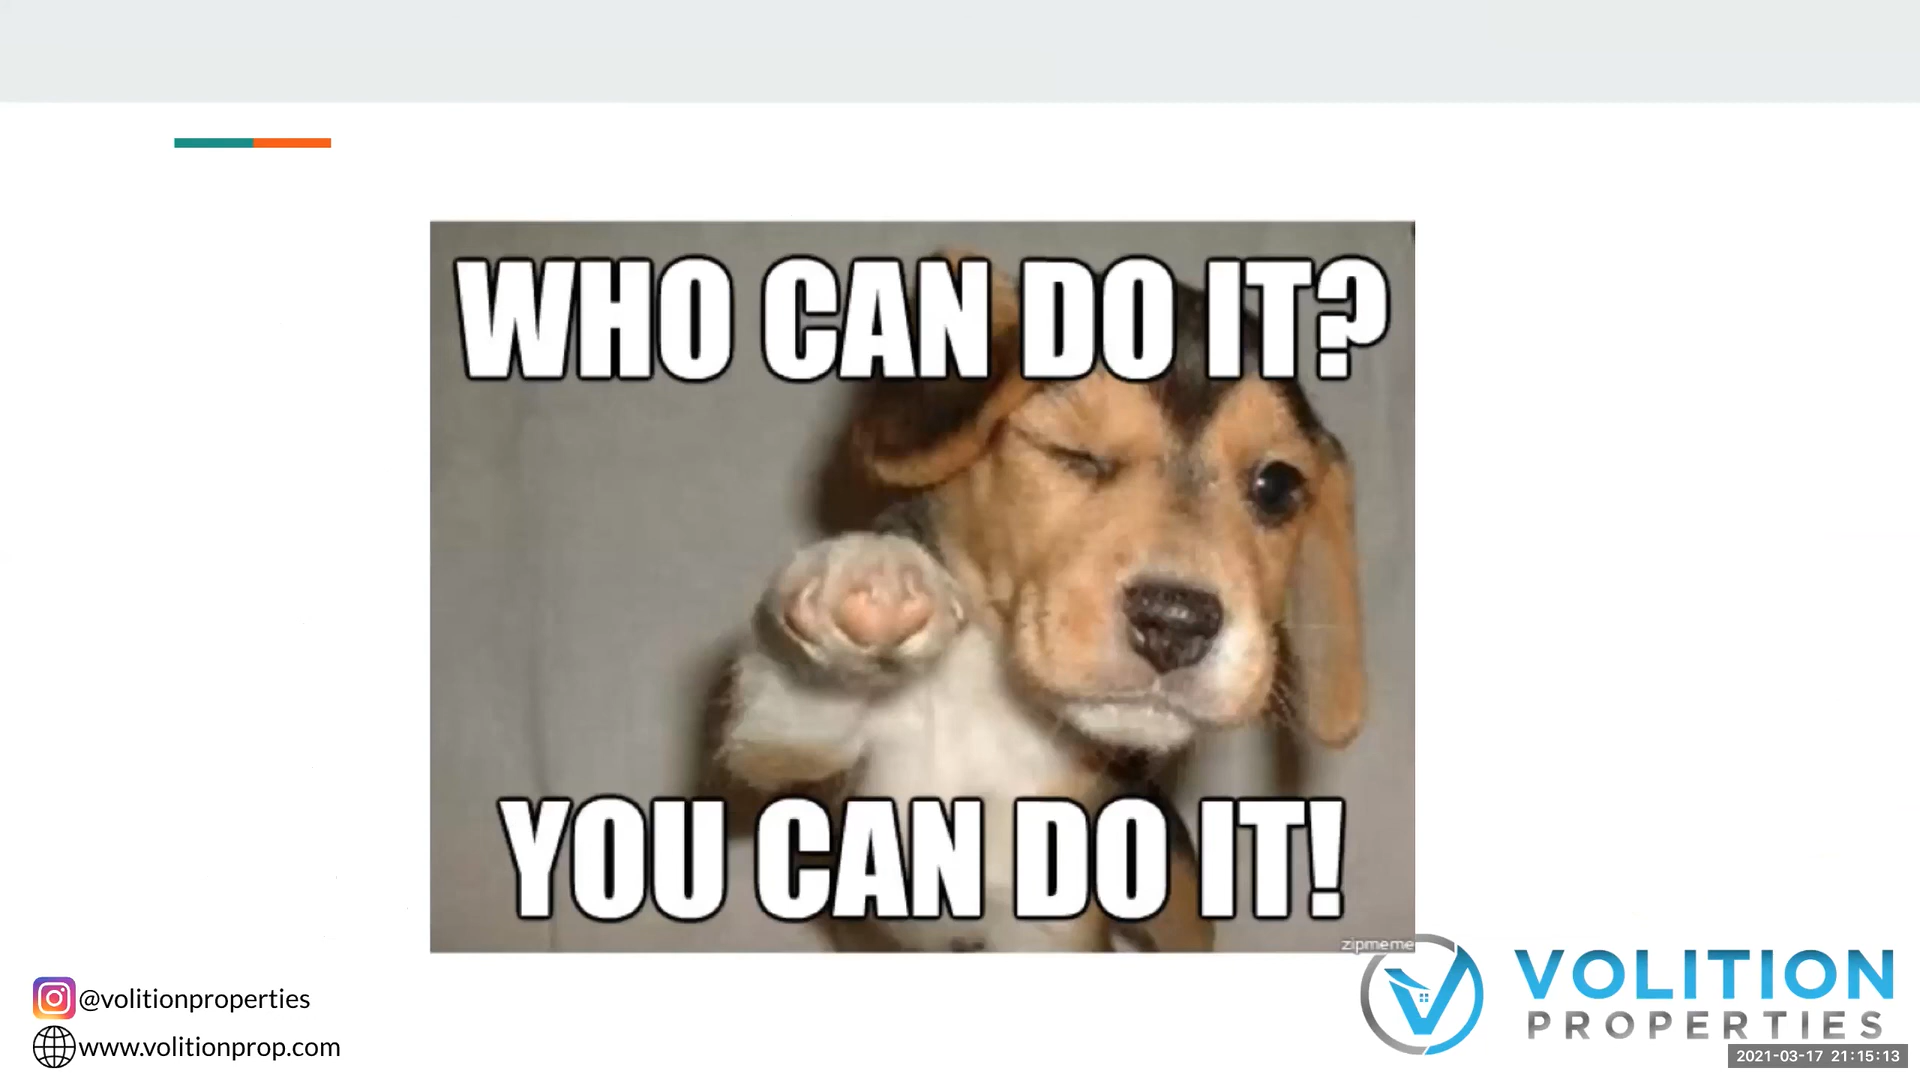 WHO CAN DO IT?
YOU CAN DO IT!
zipmeme
@volitionproperties
www.volitionprop.com
VOLITION
PROPERTIES
2021-03-17 21:15:13